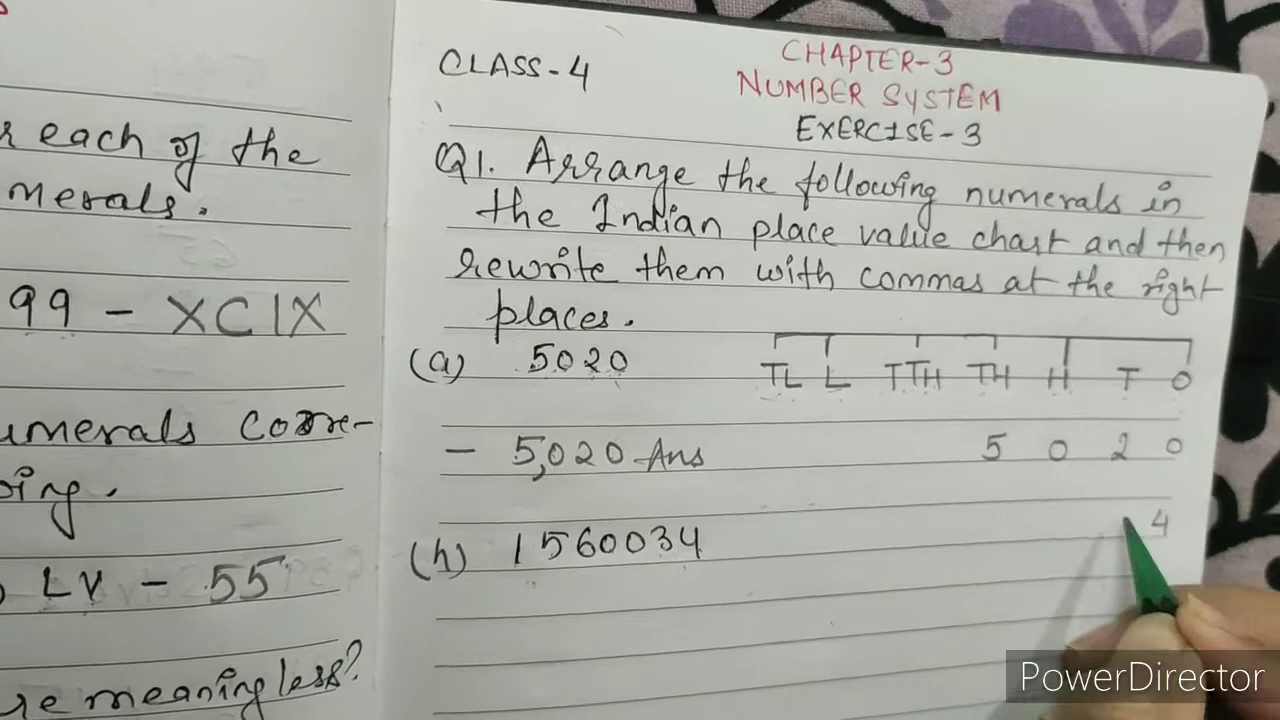 r each of the
merals.
99 - XCIX
umerals corre-
ing.
LV - 55
re meaningless?
CLASS-4
CHAPTER-3
NUMBER SYSTEM
EXERCISE-3
Q1. Arrange the following numerals in
the Indian place value chart and then
rewrite them with commas at the right
places.
(a) 5020 TL L TTH TH H T O
- 5,020 Ans 5 0 2 0
4
(h) 1560034
PowerDirector